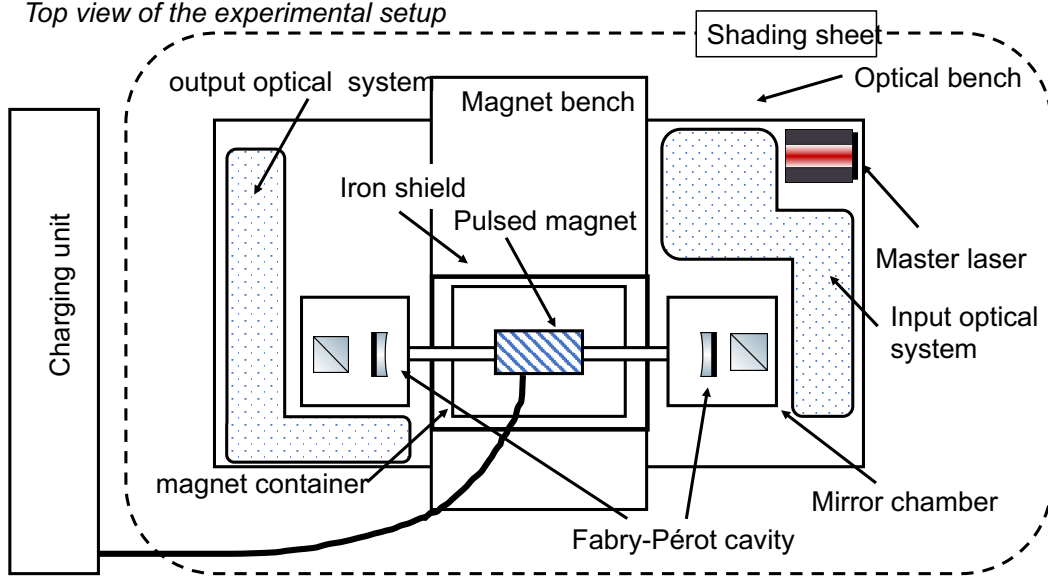 Top view of the experimental setup
Shading sheet
output optical system
Magnet bench
Optical bench
Iron shield
Pulsed magnet
Charging unit
Master laser
Input optical
system
magnet container
Mirror chamber
Fabry-Pérot cavity